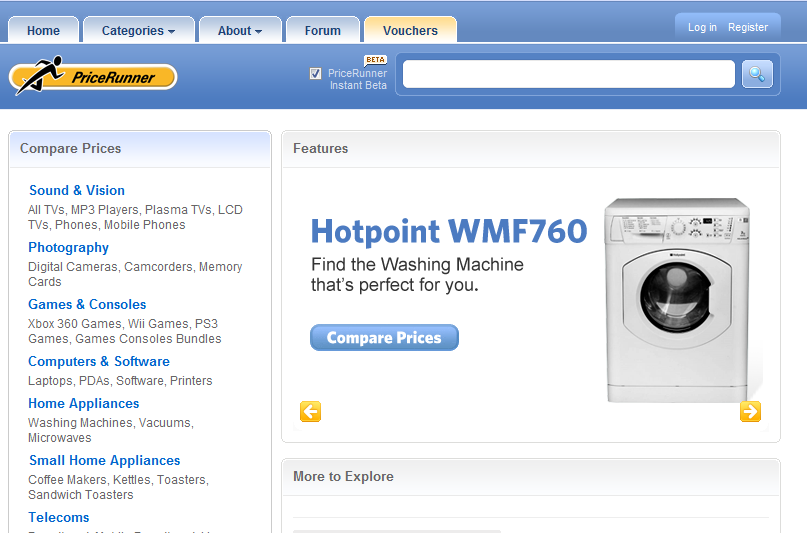 Home
Categories
About
Forum
Vouchers
Log in Register
PriceRunner
BETA
PriceRunner
Instant Beta
Compare Prices
Sound & Vision
All TVs, MP3 Players, Plasma TVs, LCD
TVs, Phones, Mobile Phones
Photography
Digital Cameras, Camcorders, Memory
Cards
Games & Consoles
Xbox 360 Games, Wii Games, PS3
Games, Games Consoles Bundles
Computers & Software
Laptops, PDAs, Software, Printers
Home Appliances
Washing Machines, Vacuums,
Microwaves
Small Home Appliances
Coffee Makers, Kettles, Toasters,
Sandwich Toasters
Telecoms
Features
Hotpoint WMF760
Find the Washing Machine
that's perfect for you.
Compare Prices
More to Explore